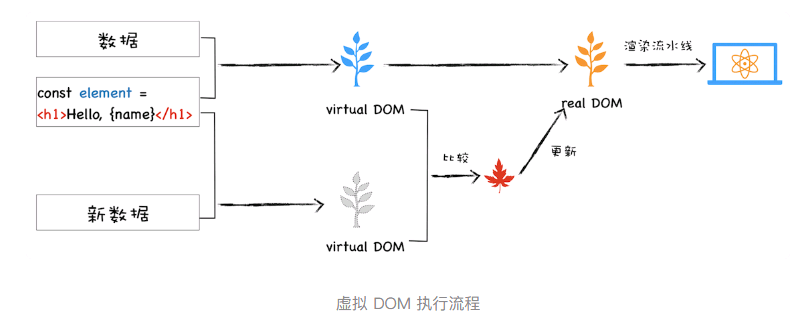 数据
const element =
<h1>Hello, {name}</h1>
新数据
virtual DOM
virtual DOM
比较
更新
real DOM
渲染流水线
虚拟 DOM 执行流程